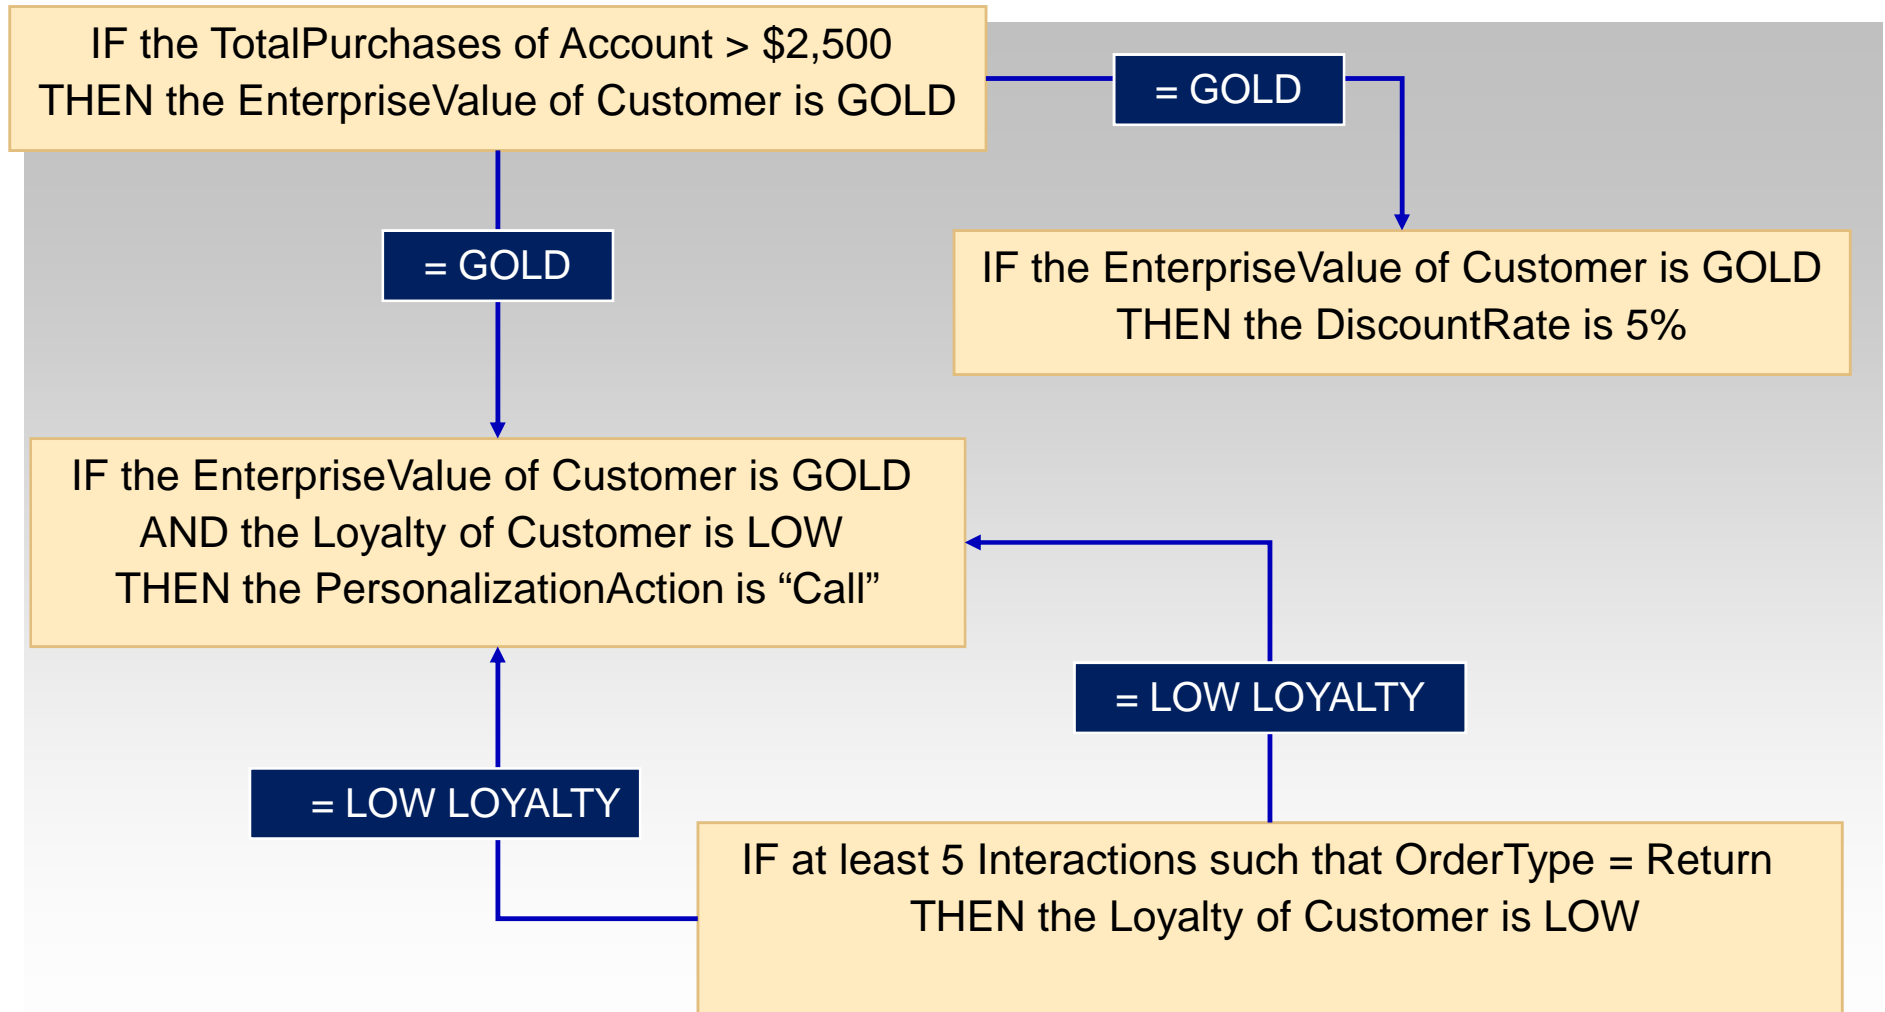 IF the TotalPurchases of Account > $2,500
THEN the EnterpriseValue of Customer is GOLD
= GOLD
= GOLD
IF the EnterpriseValue of Customer is GOLD
THEN the DiscountRate is 5%
IF the EnterpriseValue of Customer is GOLD
AND the Loyalty of Customer is LOW
THEN the PersonalizationAction is “Call”
= LOW LOYALTY
= LOW LOYALTY
IF at least 5 Interactions such that OrderType = Return
THEN the Loyalty of Customer is LOW